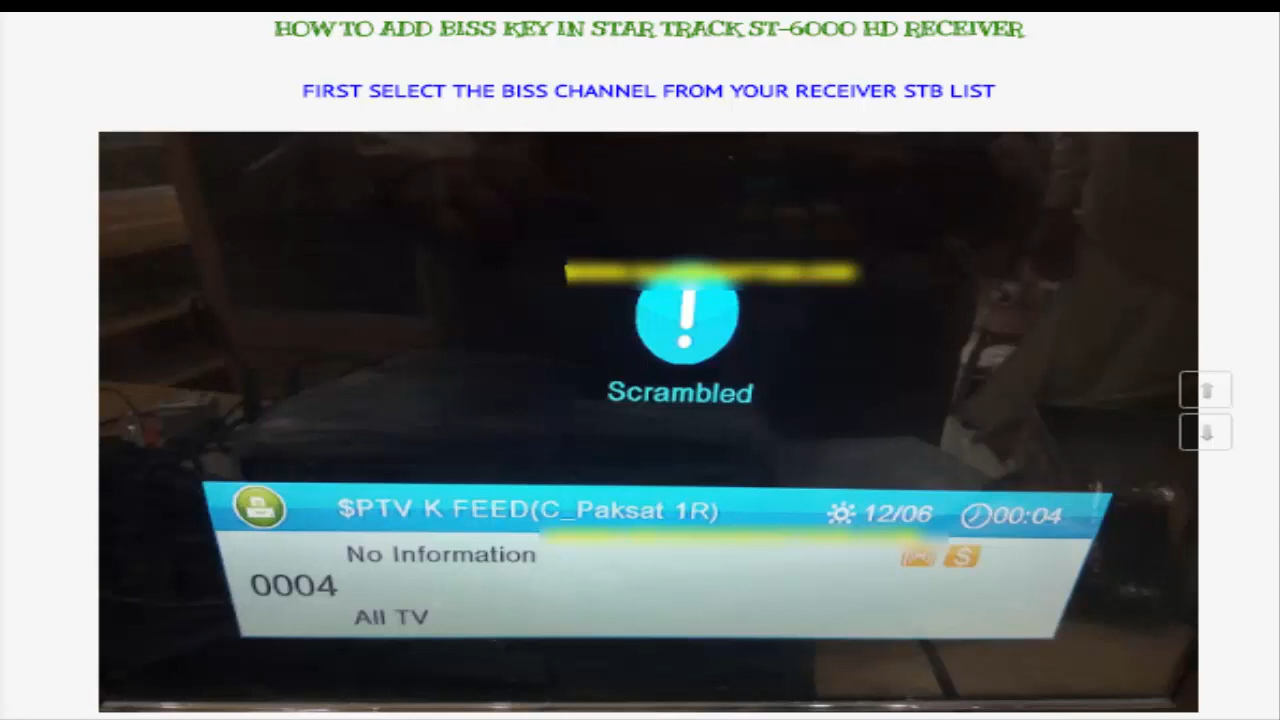 HOW TO ADD BISS KEY IN STAR TRACK ST-6000 HD RECEIVER
FIRST SELECT THE BISS CHANNEL FROM YOUR RECEIVER STB LIST
!
Scrambled
$PTV K FEED(C_Paksat 1R) 12/06 00:04
No Information $
0004
All TV